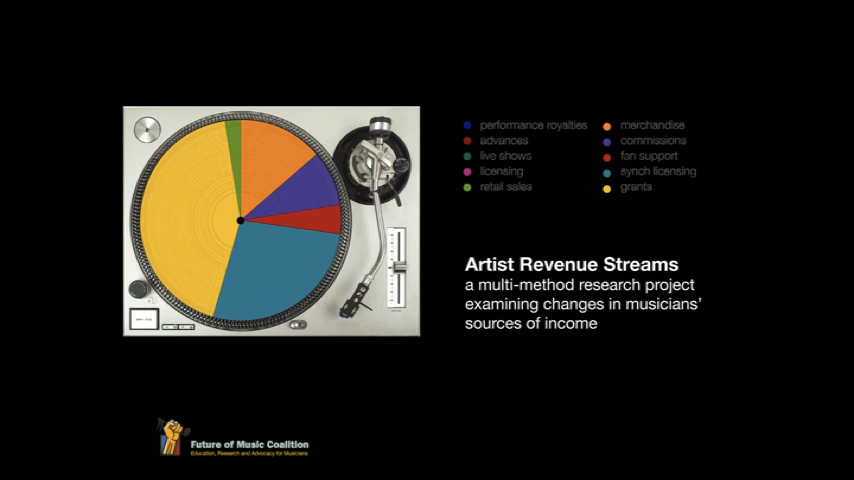 performance royalties
advances
live shows
licensing
retail sales
merchandise
commissions
fan support
synch licensing
grants
Artist Revenue Streams
a multi-method research project
examining changes in musicians'
sources of income
Future of Music Coalition
Education, Research and Advocacy for Musicians